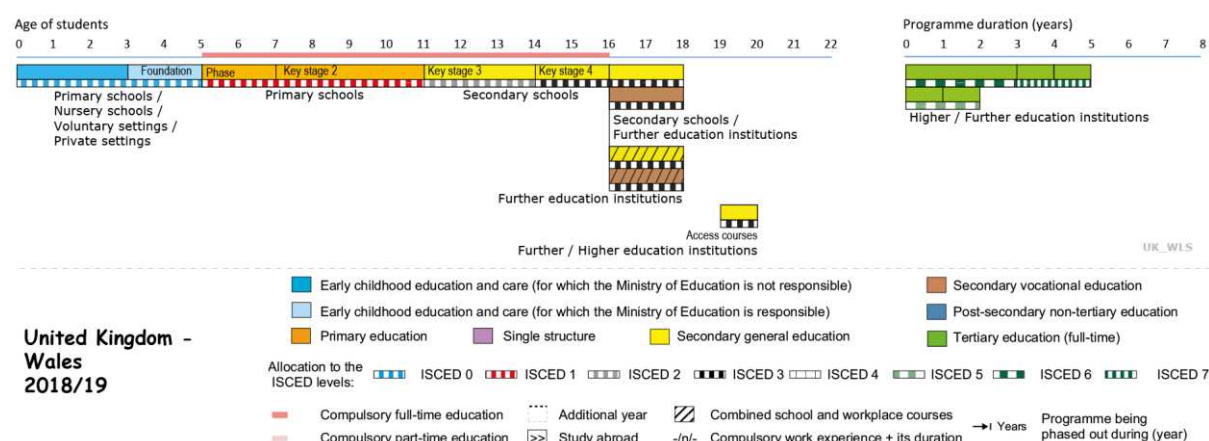 Age of students
Programme duration (years)
0 1 2 3 4 5 6 7 8 9 10 11 12 13 14 15 16 17 18 19 20 21 22
0 1 2 3 4 5 6 7 8
Foundation Phase Key stage 2 Key stage 3 Key stage 4
Primary schools /
Nursery schools /
Voluntary settings /
Private settings
Primary schools
Secondary schools
Secondary schools /
Further education institutions
Higher / Further education institutions
Further education institutions
Access courses
Further / Higher education institutions
UK_WLS
United Kingdom -
Wales
2018/19
Early childhood education and care (for which the Ministry of Education is not responsible)
Secondary vocational education
Early childhood education and care (for which the Ministry of Education is responsible)
Post-secondary non-tertiary education
Primary education Single structure Secondary general education
Tertiary education (full-time)
Allocation to the
ISCED levels:
ISCED 0 ISCED 1 ISCED 2 ISCED 3 ISCED 4 ISCED 5 ISCED 6 ISCED 7
Compulsory full-time education Additional year Combined school and workplace courses
Years
Programme being
phased out during (year)
Compulsory part-time education >> Study abroad -/n/- Compulsory work experience + its duration